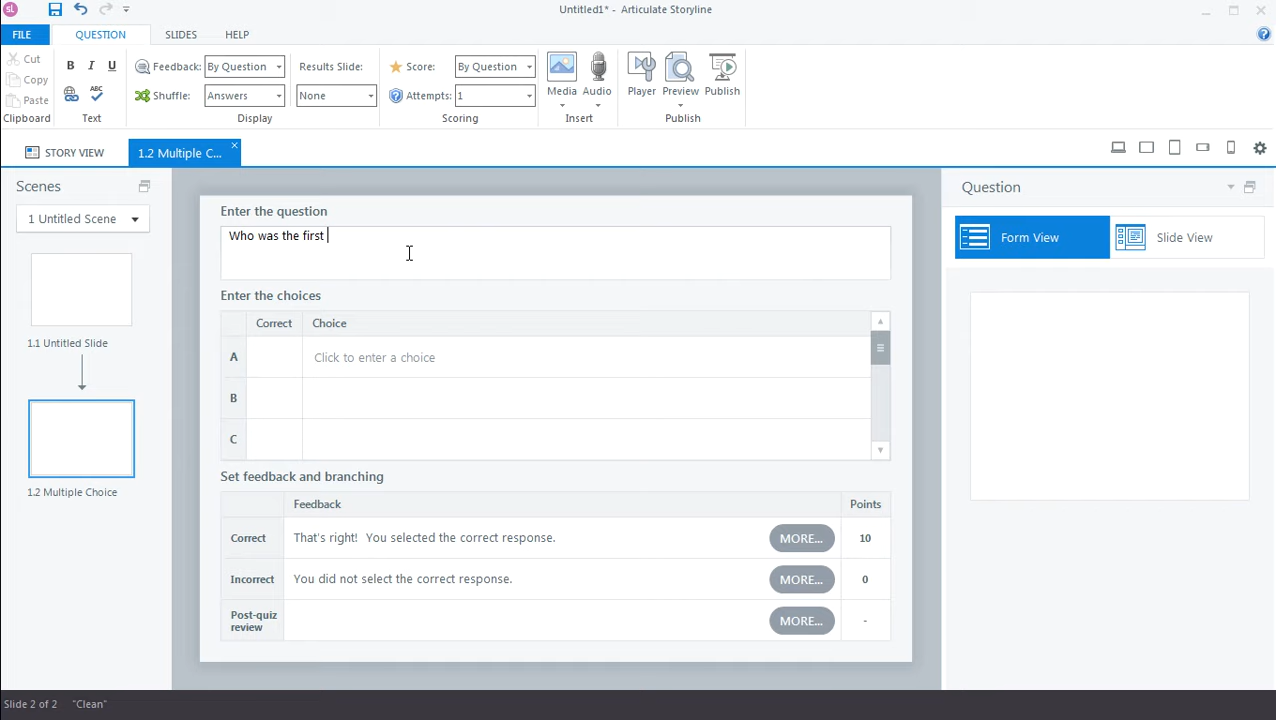 sL
Untitled1* - Articulate Storyline
FILE
QUESTION
SLIDES
HELP
Cut
Copy
Paste
Clipboard
B I U
ABC
Text
Feedback: By Question
Results Slide:
Shuffle: Answers
None
Display
Score: By Question
Attempts: 1
Scoring
Media
Audio
Insert
Player
Preview
Publish
Publish
STORY VIEW
1.2 Multiple C...
Scenes
1 Untitled Scene
1.1 Untitled Slide
1.2 Multiple Choice
Enter the question
Who was the first
Enter the choices
Correct Choice
A Click to enter a choice
B
C
Set feedback and branching
Feedback Points
Correct That's right! You selected the correct response. MORE... 10
Incorrect You did not select the correct response. MORE... 0
Post-quiz
review MORE... -
Question
Form View
Slide View
Slide 2 of 2 "Clean"